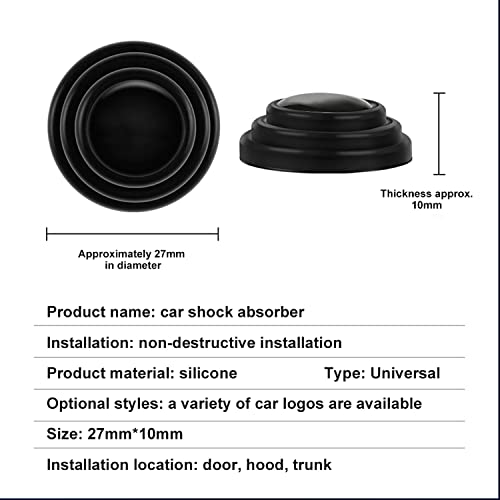 Thickness approx.
10mm
Approximately 27mm
in diameter
Product name: car shock absorber
Installation: non-destructive installation
Product material: silicone Type: Universal
Optional styles: a variety of car logos are available
Size: 27mm*10mm
Installation location: door, hood, trunk